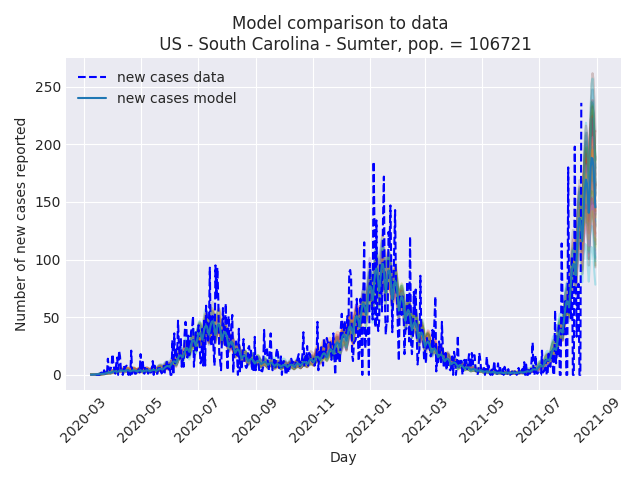 Model comparison to data
US - South Carolina - Sumter, pop. = 106721
new cases data
new cases model
Number of new cases reported
250
200
150
100
50
0
2020-03
2020-05
2020-07
2020-09
2020-11
2021-01
2021-03
2021-05
2021-07
2021-09
Day